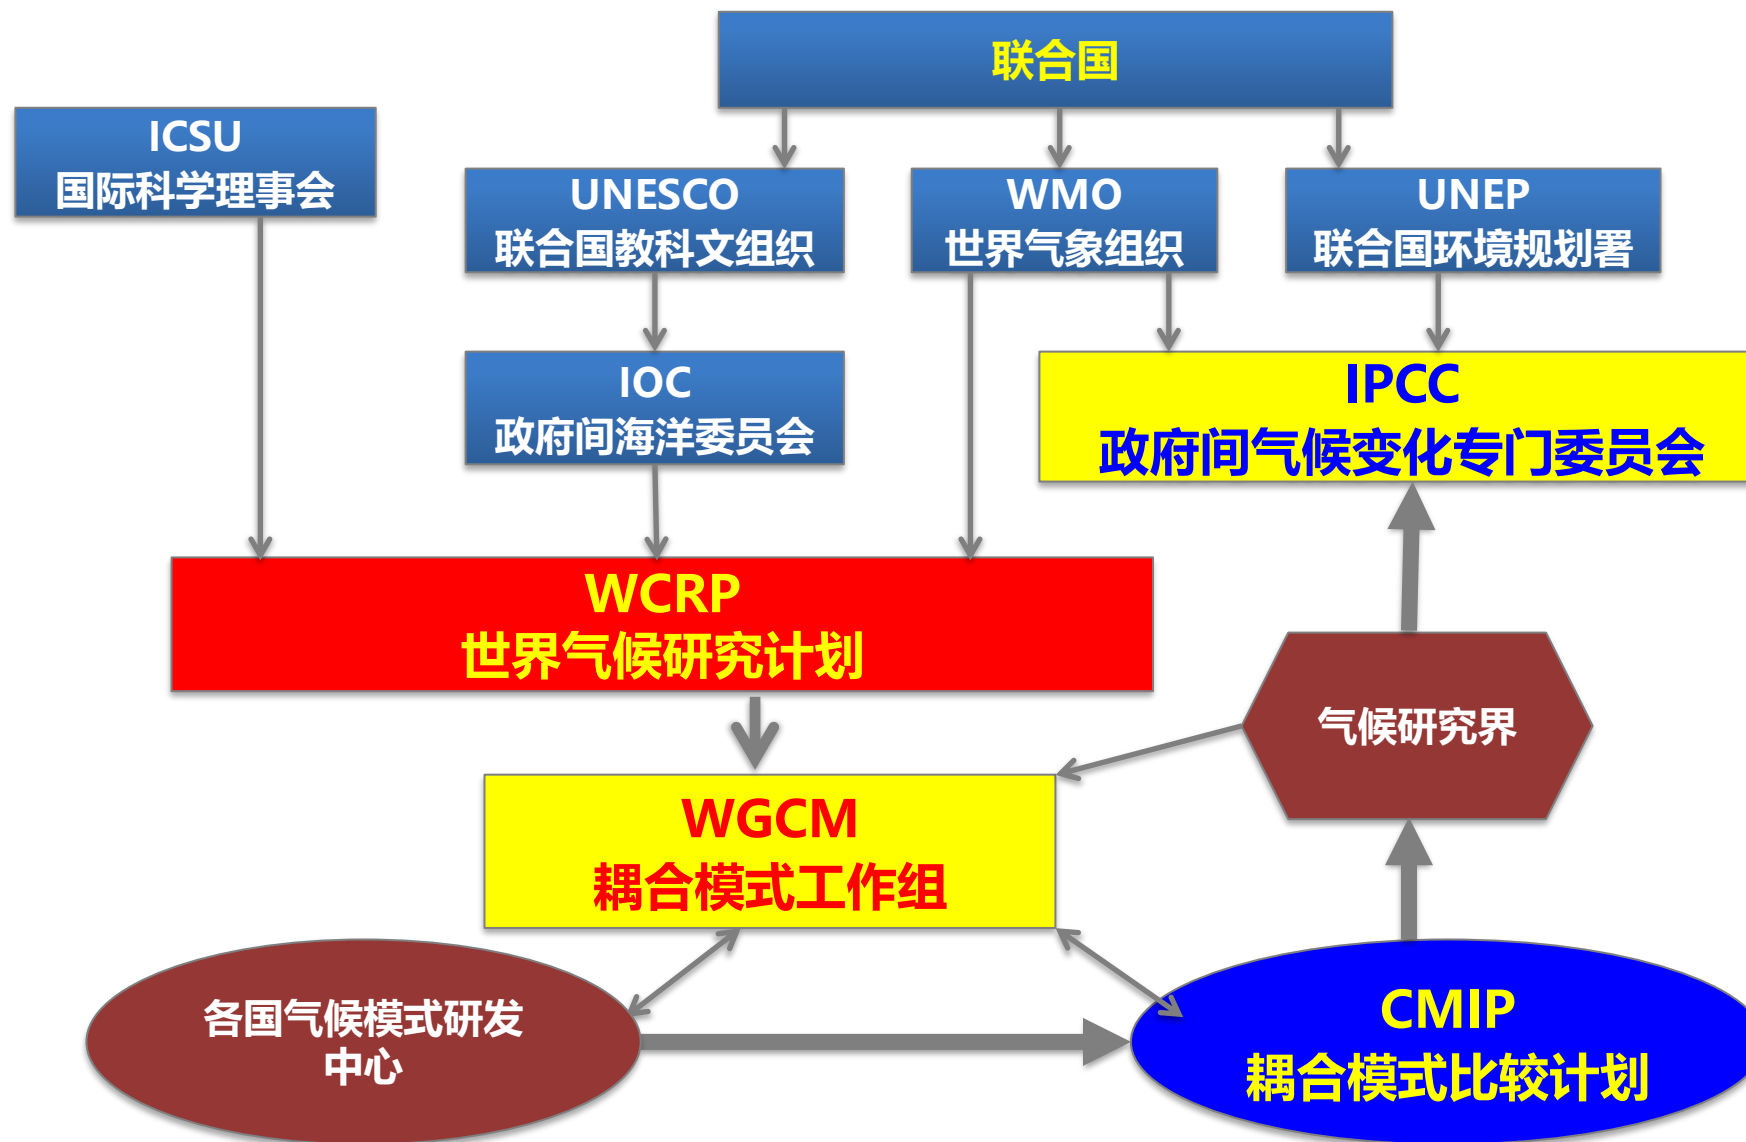 联合国
ICSU
国际科学理事会
UNESCO
联合国教科文组织
WMO
世界气象组织
UNEP
联合国环境规划署
IOC
政府间海洋委员会
IPCC
政府间气候变化专门委员会
WCRP
世界气候研究计划
气候研究界
WGCM
耦合模式工作组
各国气候模式研发
中心
CMIP
耦合模式比较计划